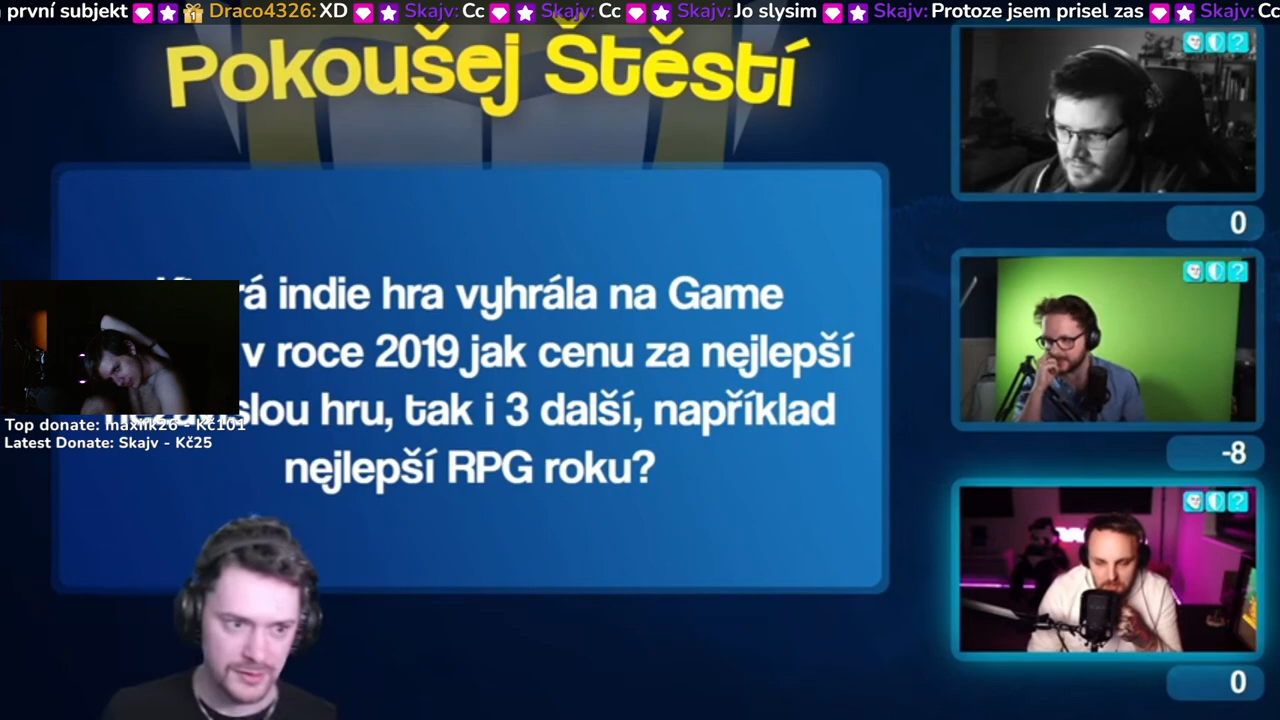 první subjekt Draco4326: XD Skajv: Cc Skajv: Cc Skajv: Jo slysim Skajv: Protoze jsem prisel zas Skajv: Cc
Pokoušej Štěstí
indie hra vyhrála na Game
v roce 2019 jak cenu za nejlepší
hru, tak i 3 další, například
nejlepší RPG roku?
Top donate: maxiik26 - Kč101
Latest Donate: Skajv - Kč25
0
-8
0